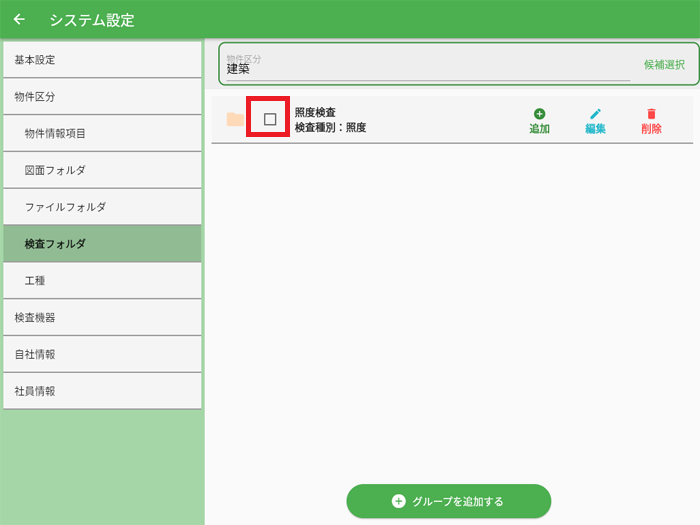 システム設定
基本設定
物件区分
物件情報項目
図面フォルダ
ファイルフォルダ
検査フォルダ
工種
検査機器
自社情報
社員情報
物件区分
建築
候補選択
照度検査
検査種別：照度
追加
編集
削除
グループを追加する